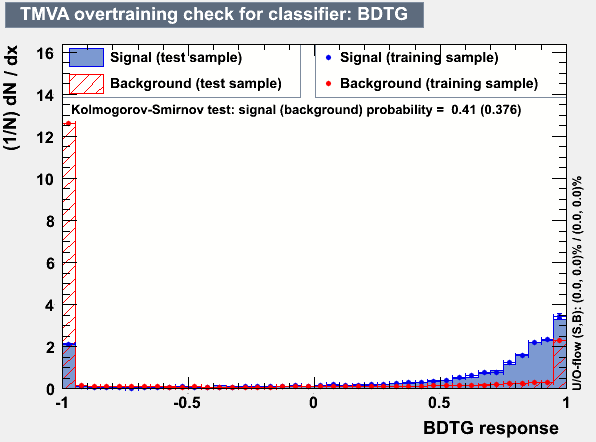 TMVA overtraining check for classifier: BDTG
(1/N) dN / dx
16
14
12
10
8
6
4
2
0
Signal (test sample)
Background (test sample)
Signal (training sample)
Background (training sample)
Kolmogorov-Smirnov test: signal (background) probability = 0.41 (0.376)
U/O-flow (S,B): (0.0, 0.0)% / (0.0, 0.0)%
-1
-0.5
0
0.5
1
BDTG response